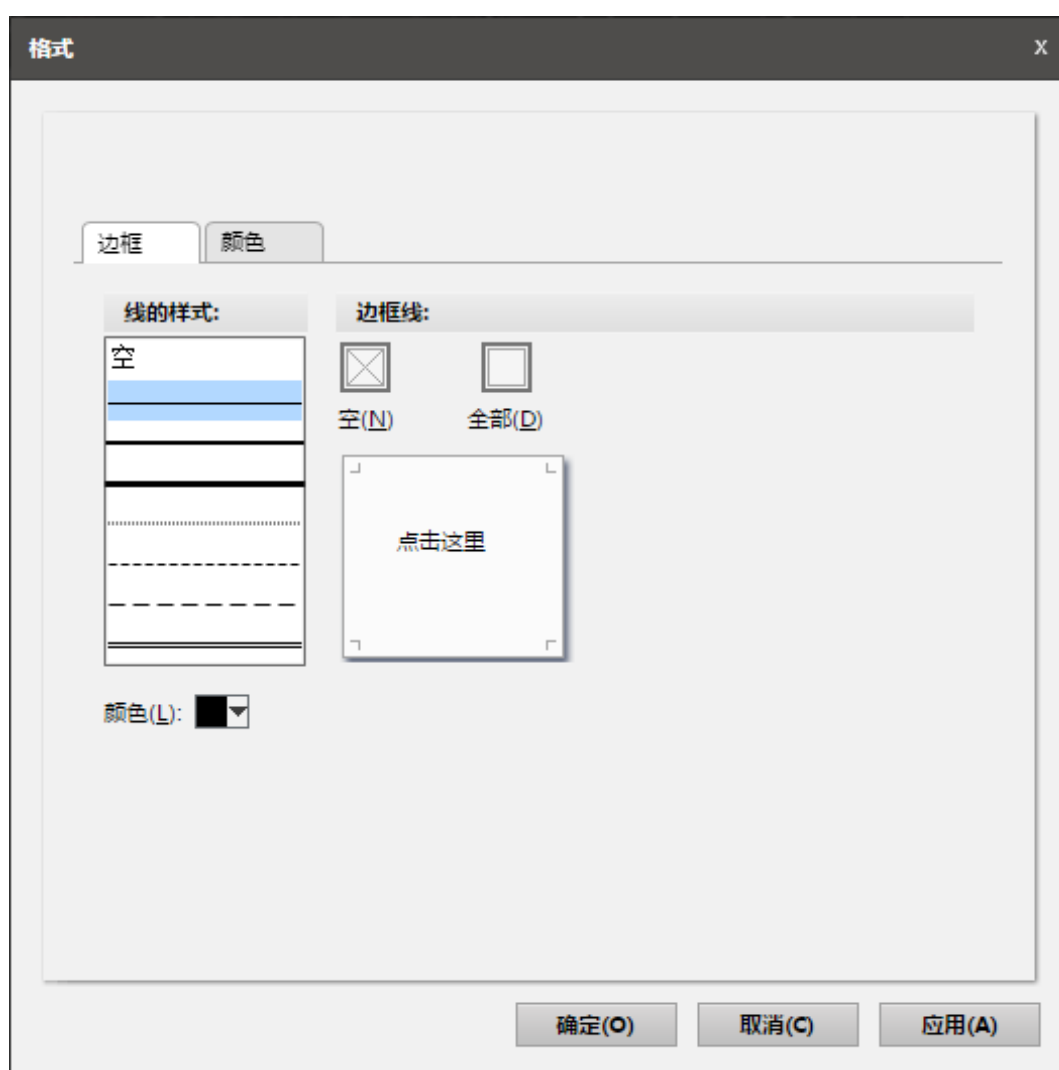 格式 x
边框 颜色
线的样式: 边框线:
空
空(N) 全部(D)
点击这里
颜色(L):
确定(O) 取消(C) 应用(A)